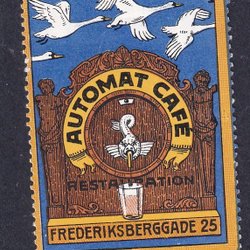 AUTOMAT CAFÉ
RESTAURATION
FREDERIKSBERGGADE 25